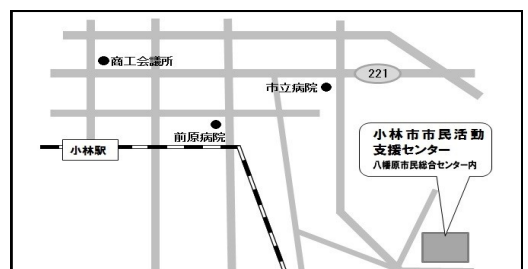 商工会議所
221
市立病院
前原病院
小林駅
小林市市民活動
支援センター
八幡原市民総合センター内